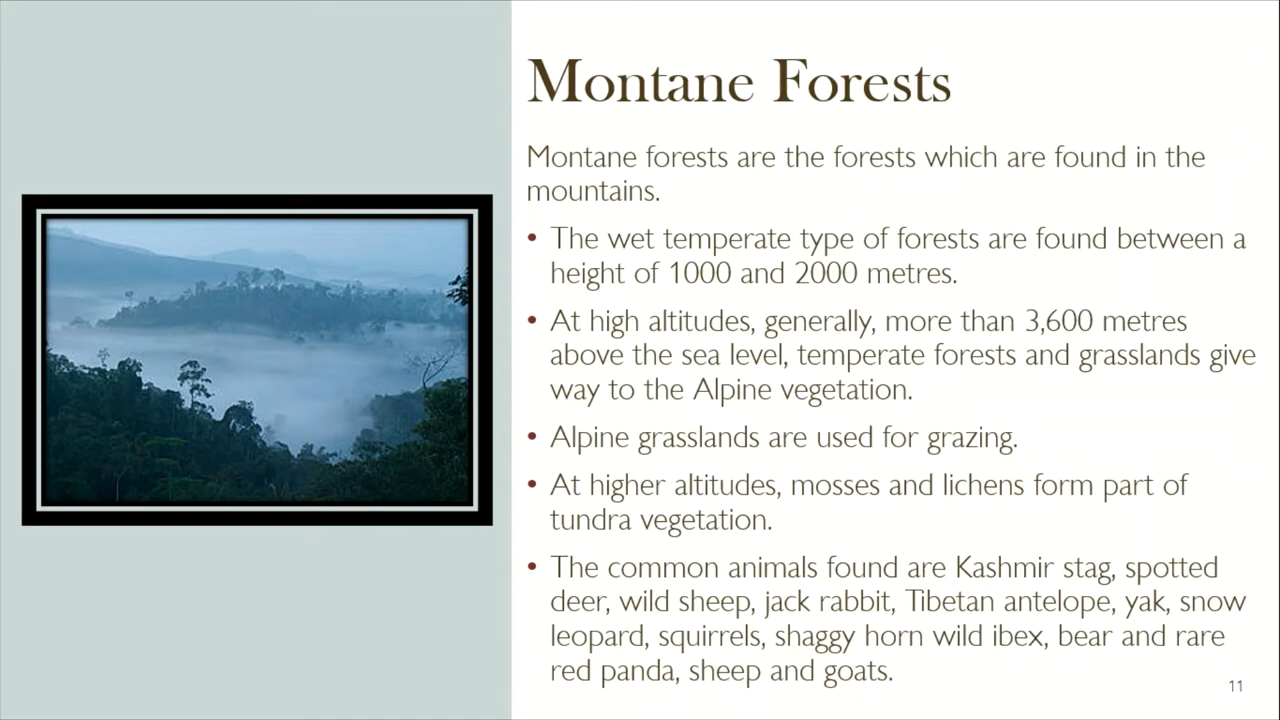 Montane Forests
Montane forests are the forests which are found in the
mountains.
• The wet temperate type of forests are found between a
height of 1000 and 2000 metres.
• At high altitudes, generally, more than 3,600 metres
above the sea level, temperate forests and grasslands give
way to the Alpine vegetation.
• Alpine grasslands are used for grazing.
• At higher altitudes, mosses and lichens form part of
tundra vegetation.
• The common animals found are Kashmir stag, spotted
deer, wild sheep, jack rabbit, Tibetan antelope, yak, snow
leopard, squirrels, shaggy horn wild ibex, bear and rare
red panda, sheep and goats.
11